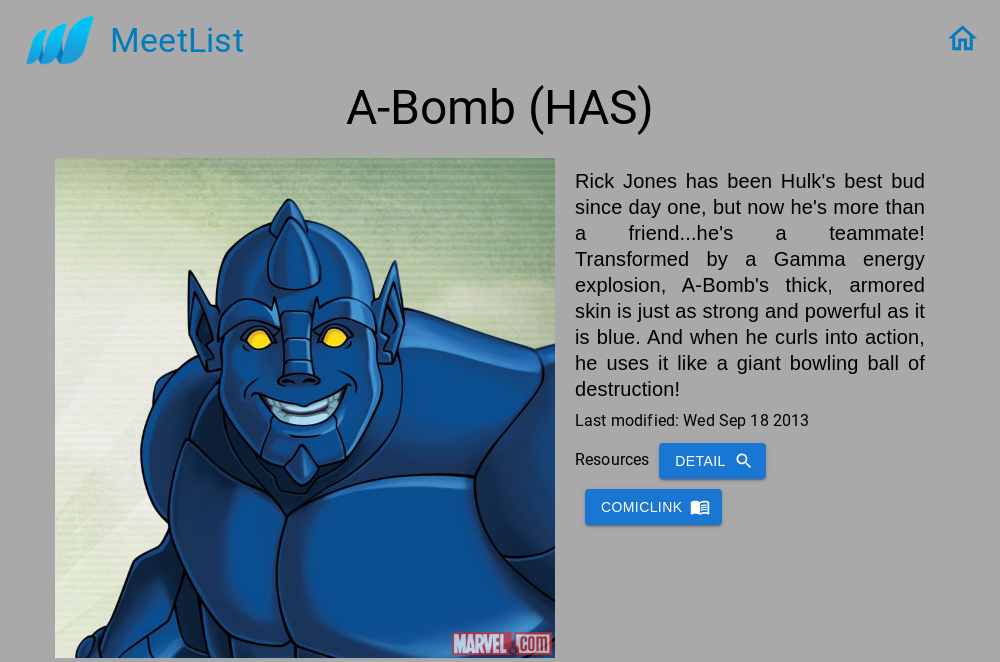 MeetList
A-Bomb (HAS)
Rick Jones has been Hulk's best bud
since day one, but now he's more than
a friend...he's a teammate!
Transformed by a Gamma energy
explosion, A-Bomb's thick, armored
skin is just as strong and powerful as it
is blue. And when he curls into action,
he uses it like a giant bowling ball of
destruction!
Last modified: Wed Sep 18 2013
Resources DETAIL
COMICLINK
MARVEL.COM